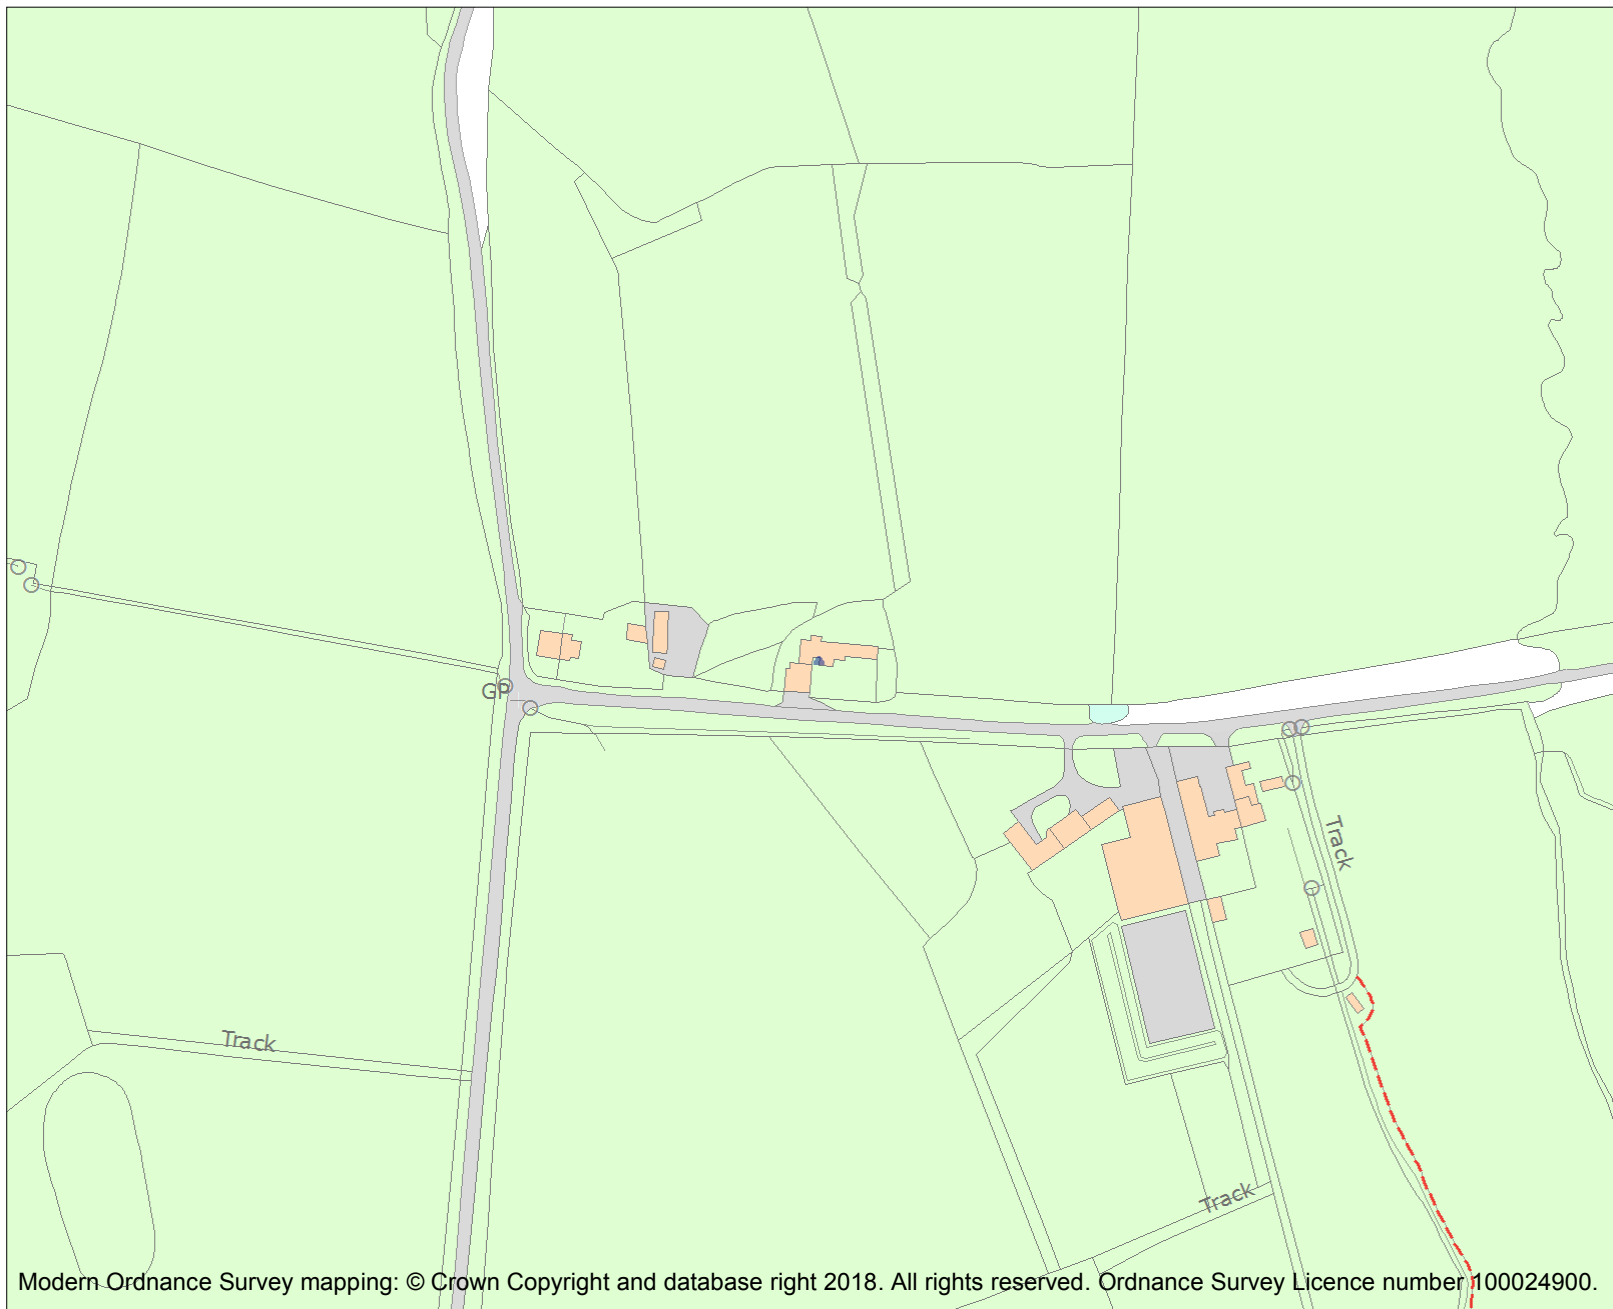 GP
Track
Track
Track
Modern Ordnance Survey mapping: © Crown Copyright and database right 2018. All rights reserved. Ordnance Survey Licence number 100024900.